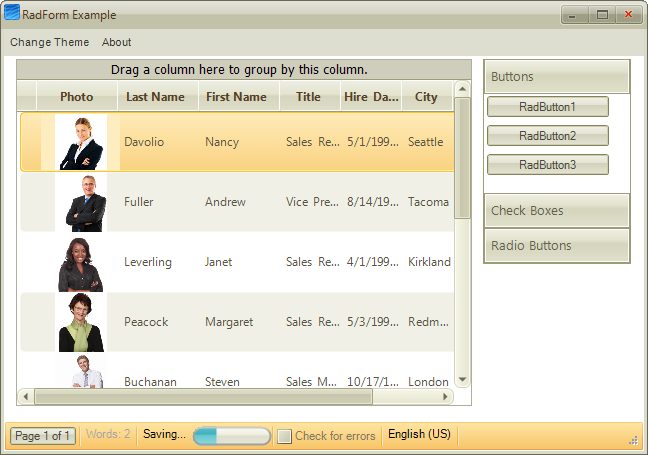 RadForm Example
Change Theme About
Drag a column here to group by this column.
Photo Last Name First Name Title Hire Da... City
Davolio Nancy Sales Re... 5/1/199... Seattle
Fuller Andrew Vice Pre... 8/14/19... Tacoma
Leverling Janet Sales Re... 4/1/199... Kirkland
Peacock Margaret Sales Re... 5/3/199... Redm...
Buchanan Steven Sales M... 10/17/1... London
Buttons
RadButton1
RadButton2
RadButton3
Check Boxes
Radio Buttons
Page 1 of 1 Words: 2 Saving... Check for errors English (US)